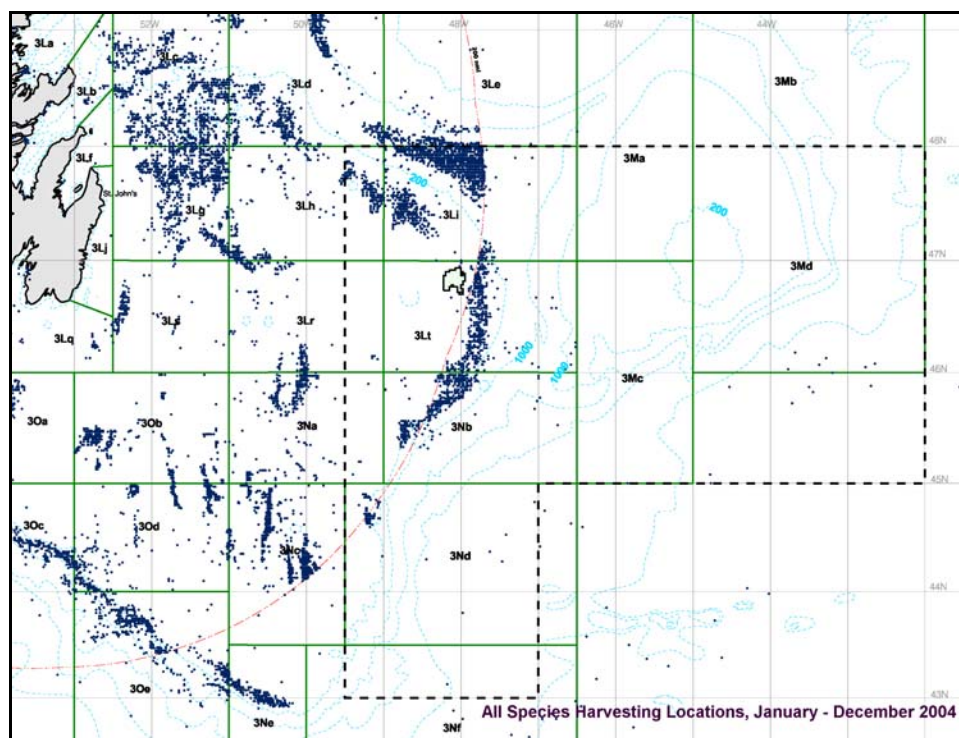 52W 50W 48W 46W 44W
3La
3Lc
200 nmi
3Ld
3Le
3Mb
3Lb
48N
3Lf
3Ma
200
St. John's
3Lg
3Lh
3Li
200
3Lj
47N
3Md
3Ls
3Lr
3Lt
3Lq
1000
1000
46N
3Mc
3Oa
3Ob
3Na
3Nb
45N
3Oc
3Od
3Nc
3Nd
44N
3Oe
43N
All Species Harvesting Locations, January - December 2004
3Ne
3Nf